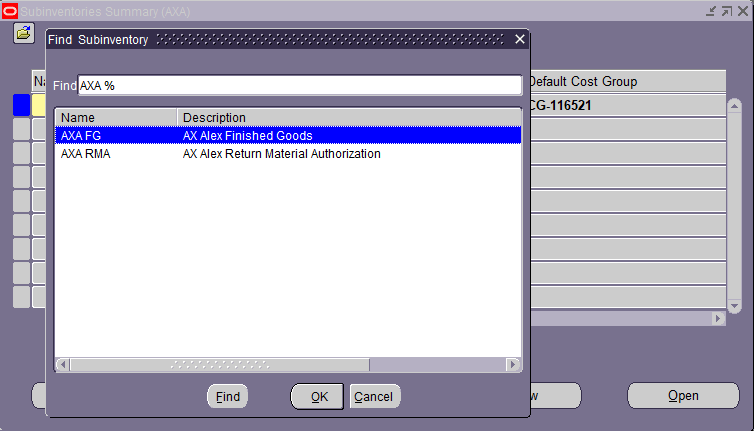 Subinventories Summary (AXA)
Find Subinventory
Find AXA %
Na
Default Cost Group
CG-116521
Name Description
AXA FG AX Alex Finished Goods
AXA RMA AX Alex Return Material Authorization
Find OK Cancel
w Open